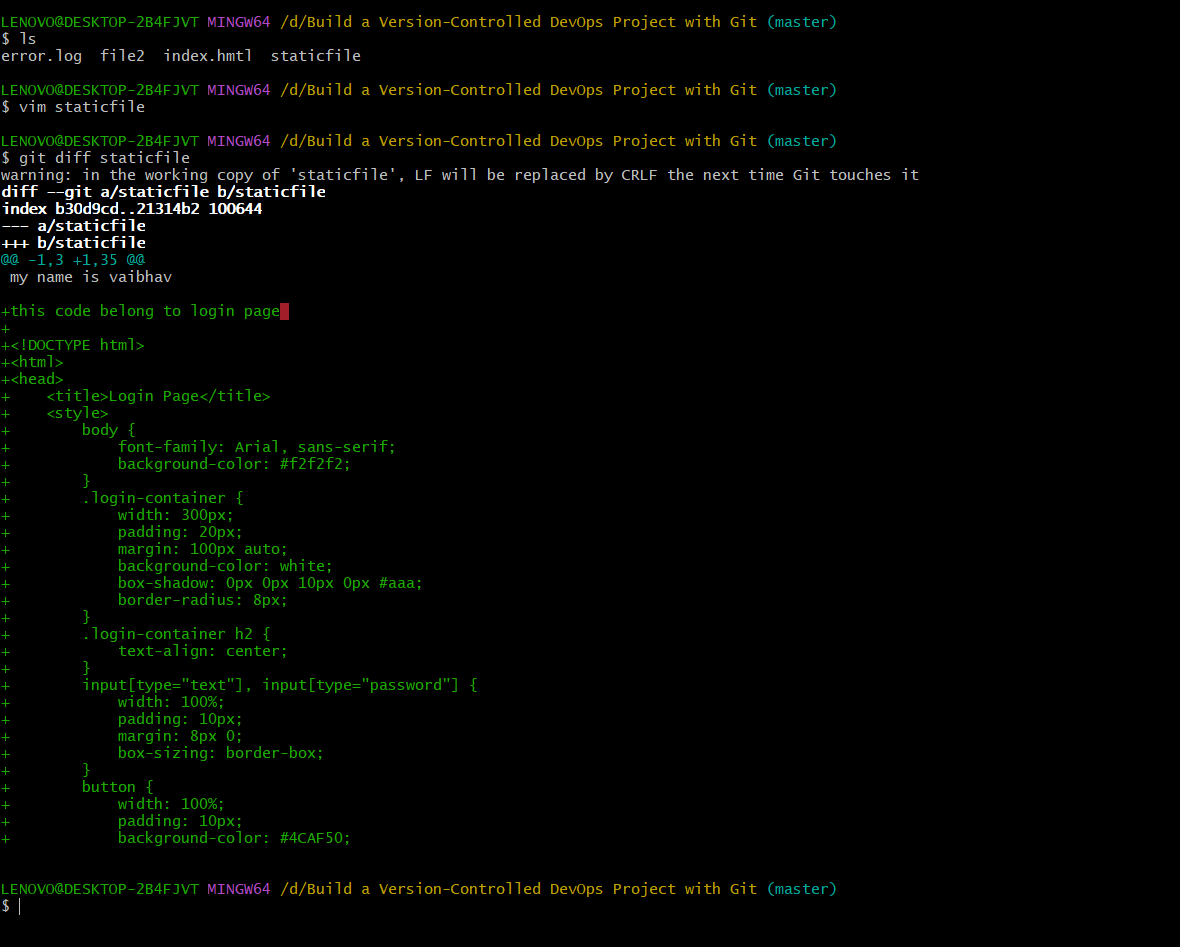 LENOVO@DESKTOP-2B4FJVT MINGW64 /d/Build a Version-Controlled DevOps Project with Git (master)
$ ls
error.log  file2  index.hmtl  staticfile

LENOVO@DESKTOP-2B4FJVT MINGW64 /d/Build a Version-Controlled DevOps Project with Git (master)
$ vim staticfile

LENOVO@DESKTOP-2B4FJVT MINGW64 /d/Build a Version-Controlled DevOps Project with Git (master)
$ git diff staticfile
warning: in the working copy of 'staticfile', LF will be replaced by CRLF the next time Git touches it
diff --git a/staticfile b/staticfile
index b30d9cd..21314b2 100644
--- a/staticfile
+++ b/staticfile
@@ -1,3 +1,35 @@
 my name is vaibhav

+this code belong to login page
+
+<!DOCTYPE html>
+<html>
+<head>
+    <title>Login Page</title>
+    <style>
+        body {
+            font-family: Arial, sans-serif;
+            background-color: #f2f2f2;
+        }
+        .login-container {
+            width: 300px;
+            padding: 20px;
+            margin: 100px auto;
+            background-color: white;
+            box-shadow: 0px 0px 10px 0px #aaa;
+            border-radius: 8px;
+        }
+        .login-container h2 {
+            text-align: center;
+        }
+        input[type="text"], input[type="password"] {
+            width: 100%;
+            padding: 10px;
+            margin: 8px 0;
+            box-sizing: border-box;
+        }
+        button {
+            width: 100%;
+            padding: 10px;
+            background-color: #4CAF50;

LENOVO@DESKTOP-2B4FJVT MINGW64 /d/Build a Version-Controlled DevOps Project with Git (master)
$